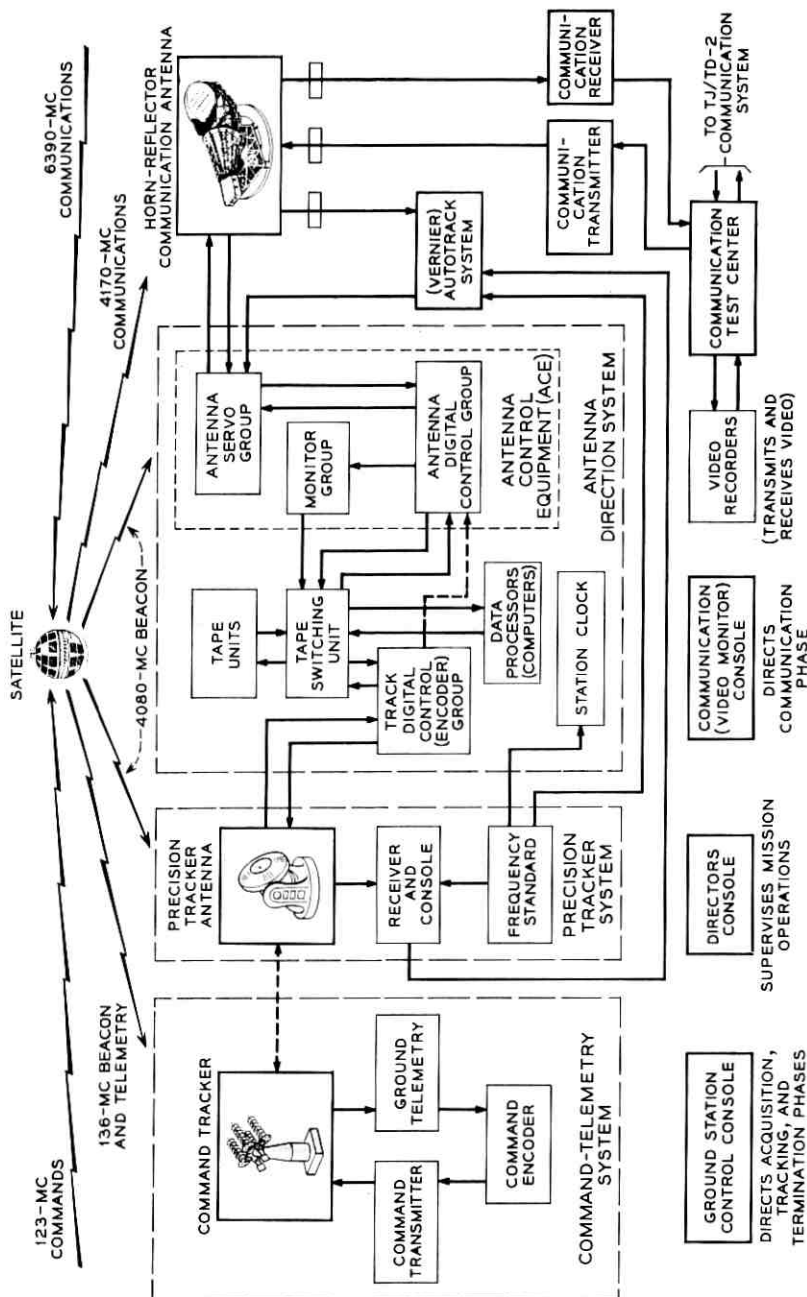 SATELLITE
123-MC
COMMANDS
136-MC BEACON
AND TELEMETRY
4080-MC BEACON
4170-MC
COMMUNICATIONS
6390-MC
COMMUNICATIONS
COMMAND TRACKER
COMMAND
TRANSMITTER
GROUND
TELEMETRY
COMMAND
ENCODER
COMMAND-TELEMETRY
SYSTEM
PRECISION
TRACKER
ANTENNA
RECEIVER
AND
CONSOLE
FREQUENCY
STANDARD
PRECISION
TRACKER
SYSTEM
TAPE
UNITS
TAPE
SWITCHING
UNIT
TRACK
DIGITAL
CONTROL
(ENCODER)
GROUP
DATA
PROCESSORS
(COMPUTERS)
STATION CLOCK
ANTENNA
SERVO
GROUP
MONITOR
GROUP
ANTENNA
DIGITAL
CONTROL GROUP
ANTENNA
CONTROL
EQUIPMENT (ACE)
ANTENNA
DIRECTION SYSTEM
HORN-REFLECTOR
COMMUNICATION ANTENNA
(VERNIER)
AUTOTRACK
SYSTEM
COMMUNI-
CATION
TRANSMITTER
COMMUNI-
CATION
RECEIVER
COMMUNICATION
TEST CENTER
TO TJ/TD-2
COMMUNICATION
SYSTEM
VIDEO
RECORDERS
(TRANSMITS AND
RECEIVES VIDEO)
GROUND STATION
CONTROL CONSOLE
DIRECTS ACQUISITION,
TRACKING, AND
TERMINATION PHASES
DIRECTORS
CONSOLE
SUPERVISES MISSION
OPERATIONS
COMMUNICATION
(VIDEO MONITOR)
CONSOLE
DIRECTS
COMMUNICATION
PHASE